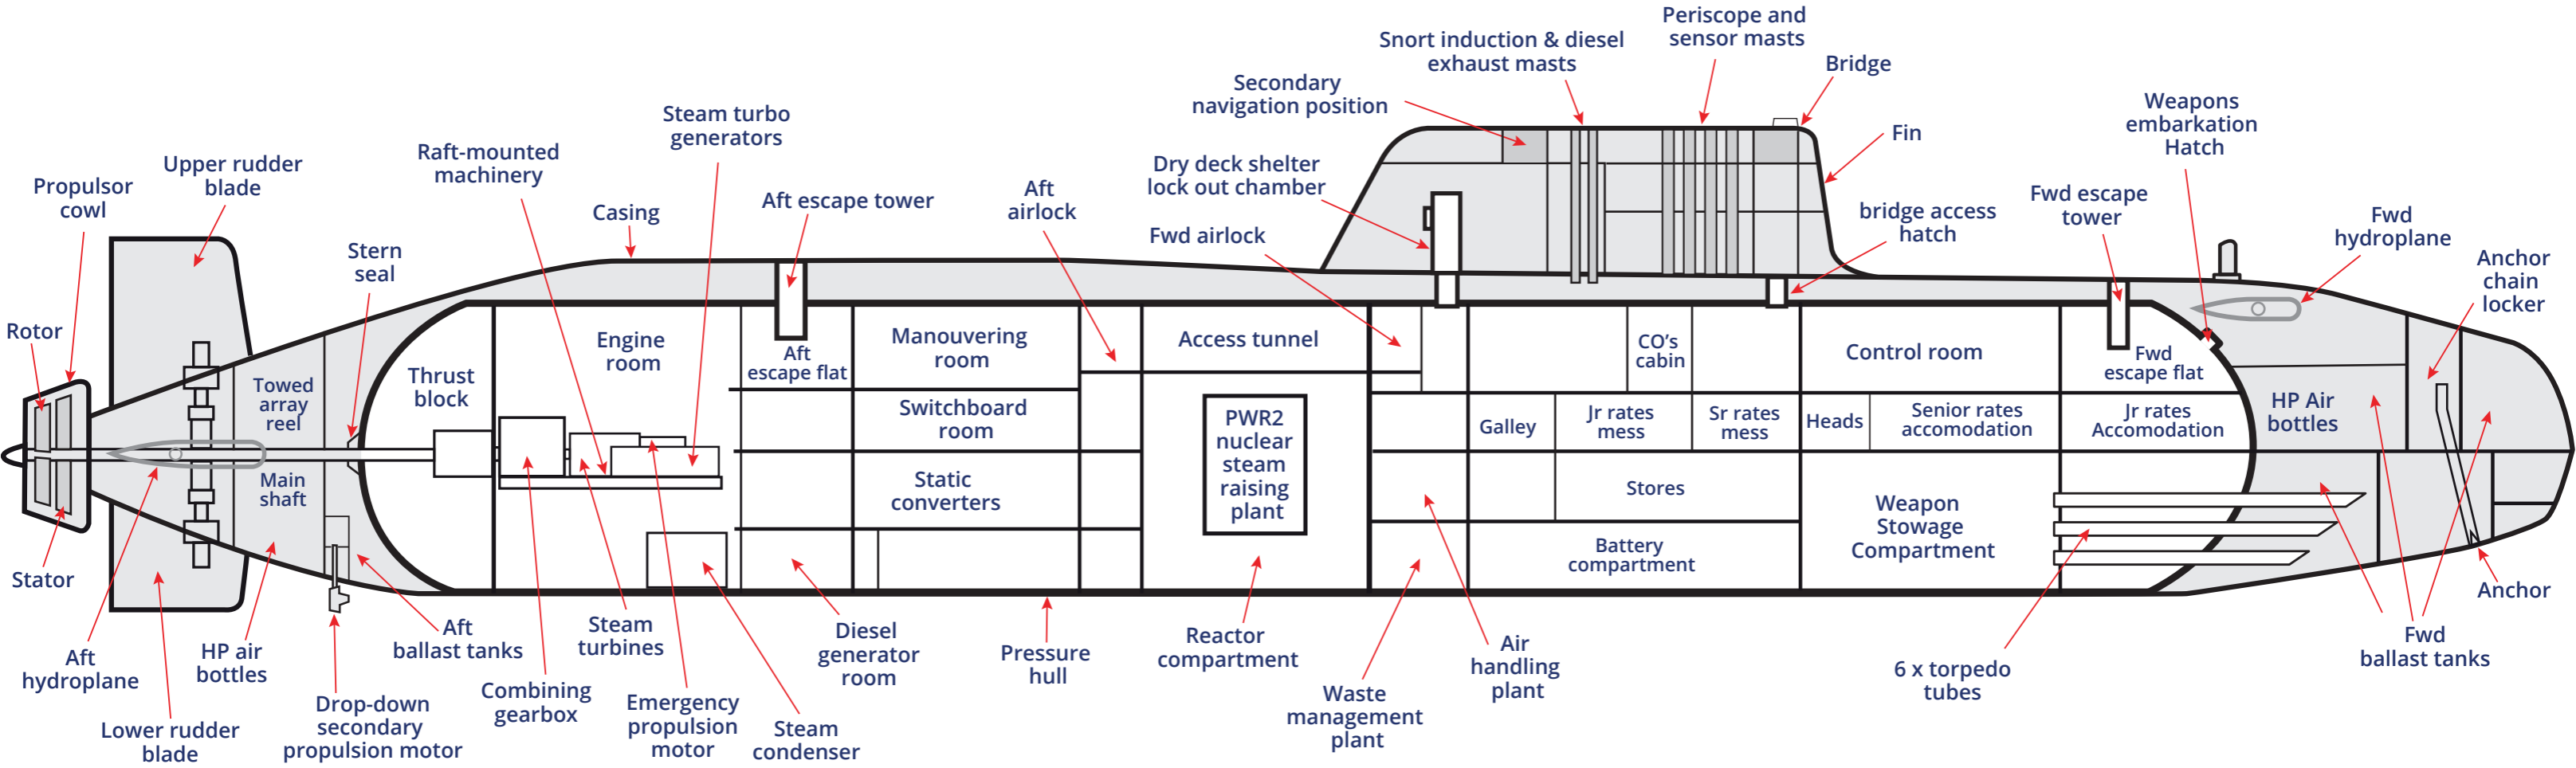 Periscope and
sensor masts
Snort induction & diesel
exhaust masts
Bridge
Secondary
navigation position
Weapons
embarkation
Hatch
Steam turbo
generators
Fin
Raft-mounted
machinery
Upper rudder
blade
Dry deck shelter
lock out chamber
Propulsor
cowl
Aft
airlock
Fwd escape
tower
Aft escape tower
Casing
bridge access
hatch
Fwd
hydroplane
Fwd airlock
Stern
seal
Anchor
chain
locker
Rotor
Engine
room
Manouvering
room
Access tunnel
CO's
cabin
Control room
Aft
escape flat
Fwd
escape flat
Thrust
block
Towed
array
reel
Switchboard
room
PWR2
nuclear
steam
raising
plant
Galley
Jr rates
mess
Sr rates
mess
Heads
Senior rates
accomodation
Jr rates
Accomodation
HP Air
bottles
Main
shaft
Static
converters
Stores
Weapon
Stowage
Compartment
Battery
compartment
Stator
Anchor
Aft
hydroplane
HP air
bottles
Aft
ballast tanks
Steam
turbines
Diesel
generator
room
Pressure
hull
Reactor
compartment
Air
handling
plant
Fwd
ballast tanks
6 x torpedo
tubes
Lower rudder
blade
Drop-down
secondary
propulsion motor
Combining
gearbox
Emergency
propulsion
motor
Steam
condenser
Waste
management
plant